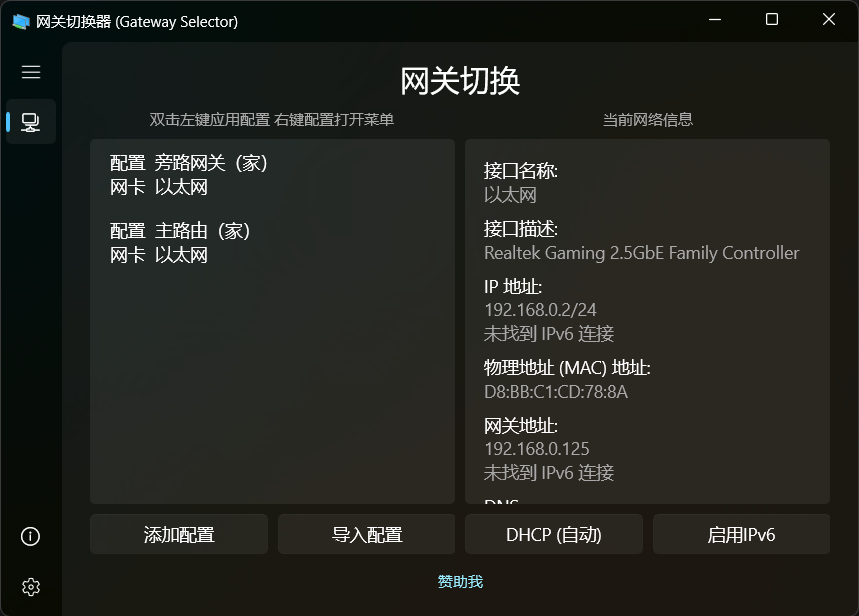 网关切换器 (Gateway Selector)
网关切换
双击左键应用配置 右键配置打开菜单
当前网络信息
配置 旁路网关（家）
网卡 以太网
配置 主路由（家）
网卡 以太网
接口名称:
以太网
接口描述:
Realtek Gaming 2.5GbE Family Controller
IP 地址:
192.168.0.2/24
未找到 IPv6 连接
物理地址 (MAC) 地址:
D8:BB:C1:CD:78:8A
网关地址:
192.168.0.125
未找到 IPv6 连接
DNS
添加配置
导入配置
DHCP (自动)
启用IPv6
赞助我